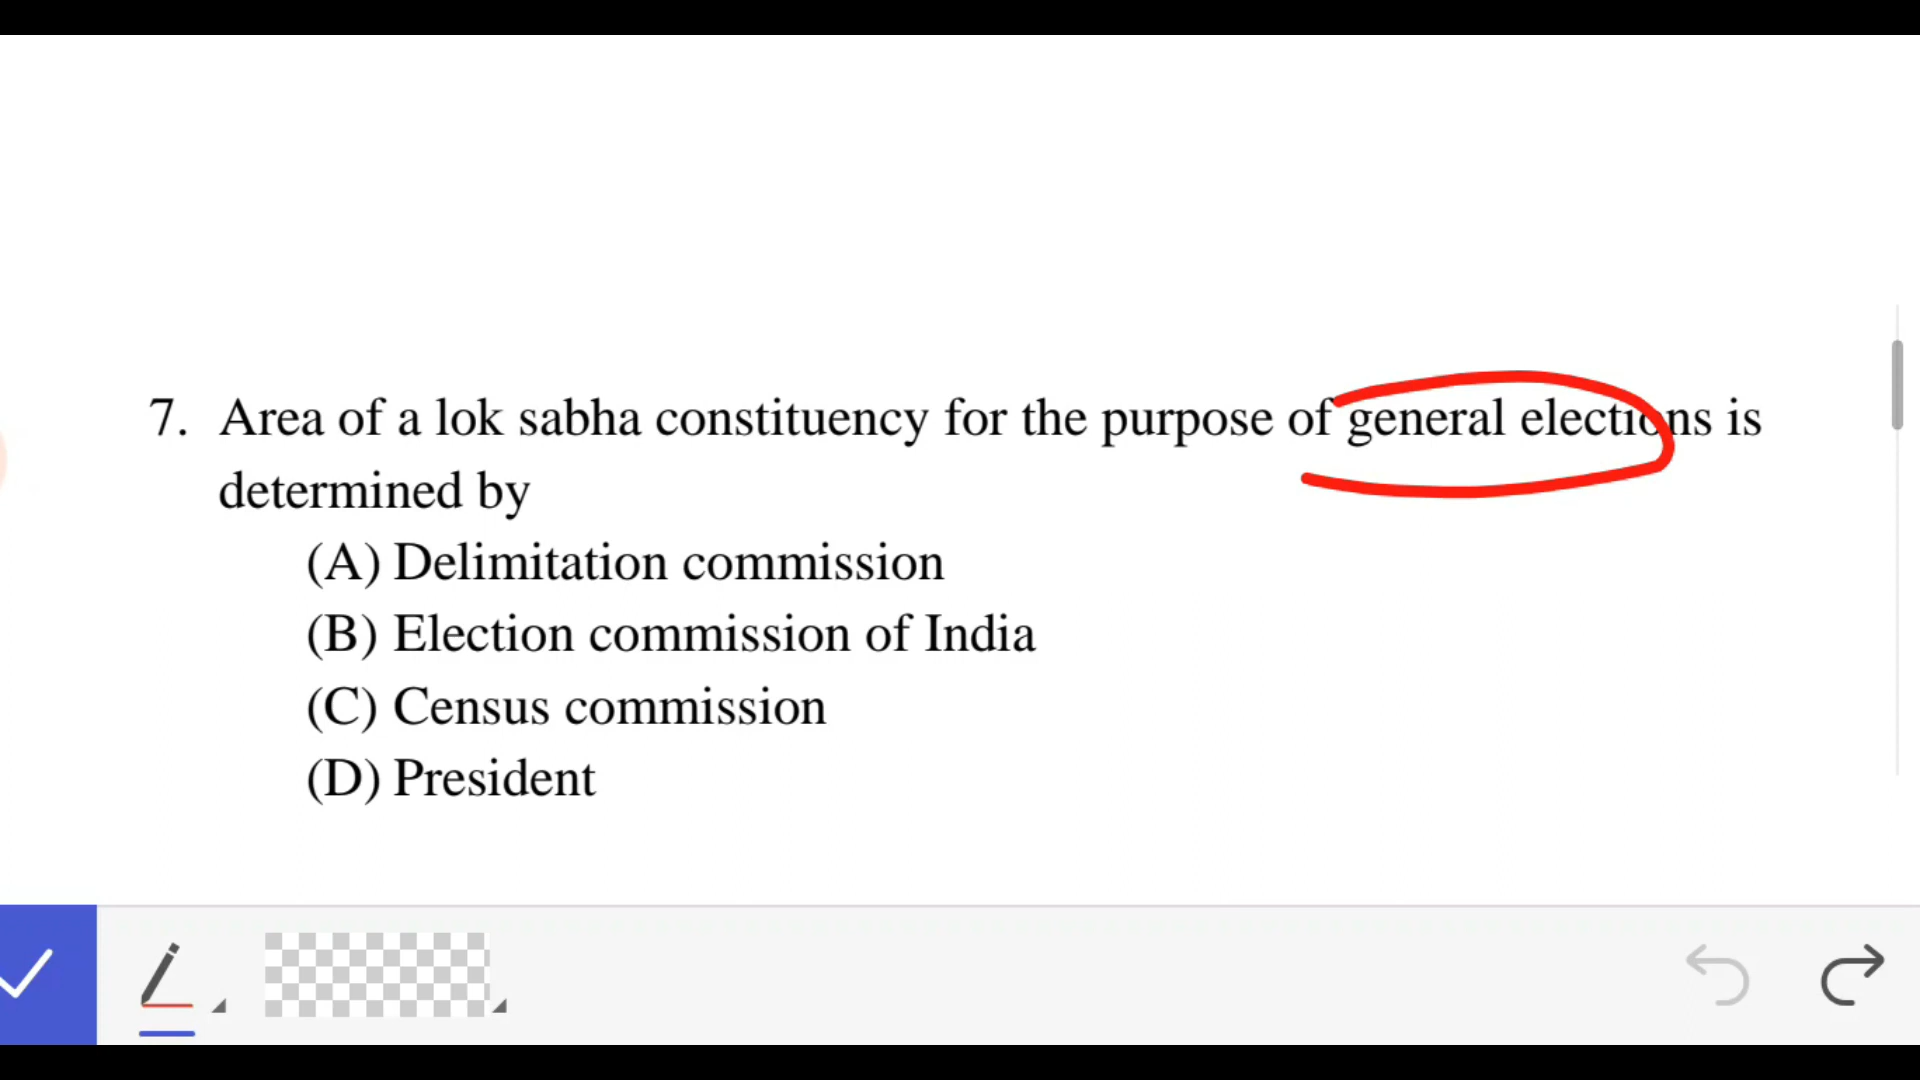 7. Area of a lok sabha constituency for the purpose of general elections is
determined by
(A) Delimitation commission
(B) Election commission of India
(C) Census commission
(D) President